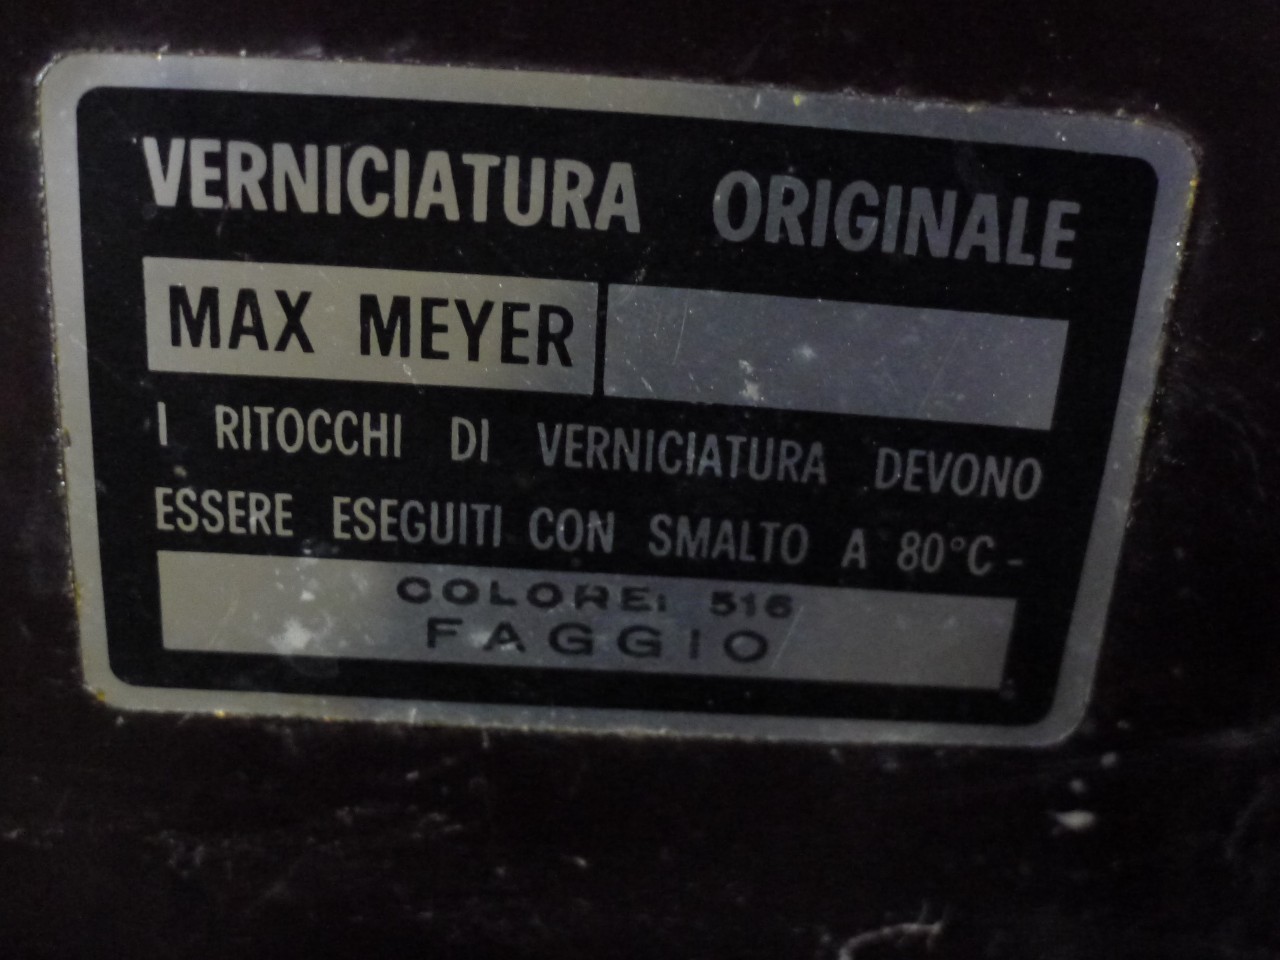 VERNICIATURA ORIGINALE
MAX MEYER
I RITOCCHI DI VERNICIATURA DEVONO
ESSERE ESEGUITI CON SMALTO A 80°C-
COLORE: 516
FAGGIO